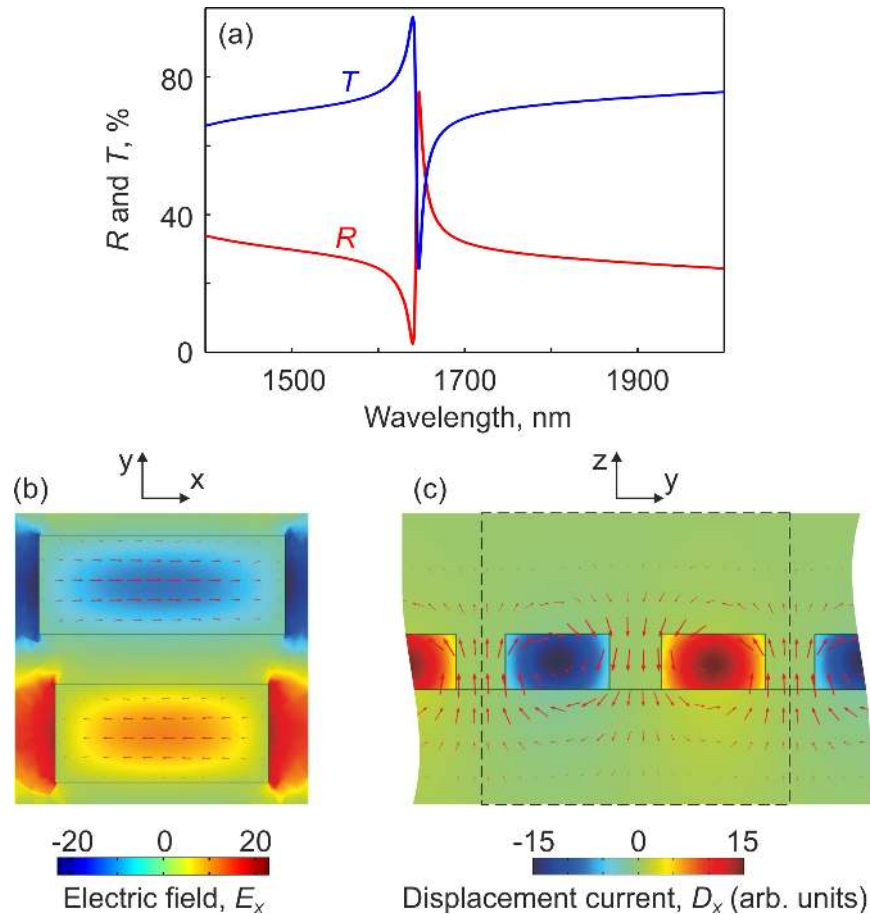 (a)
T
R
80
40
0
R and T, %
1500 1700 1900
Wavelength, nm
y
x
(b)
z
y
(c)
-20 0 20
Electric field, Ex
-15 0 15
Displacement current, Dx (arb. units)